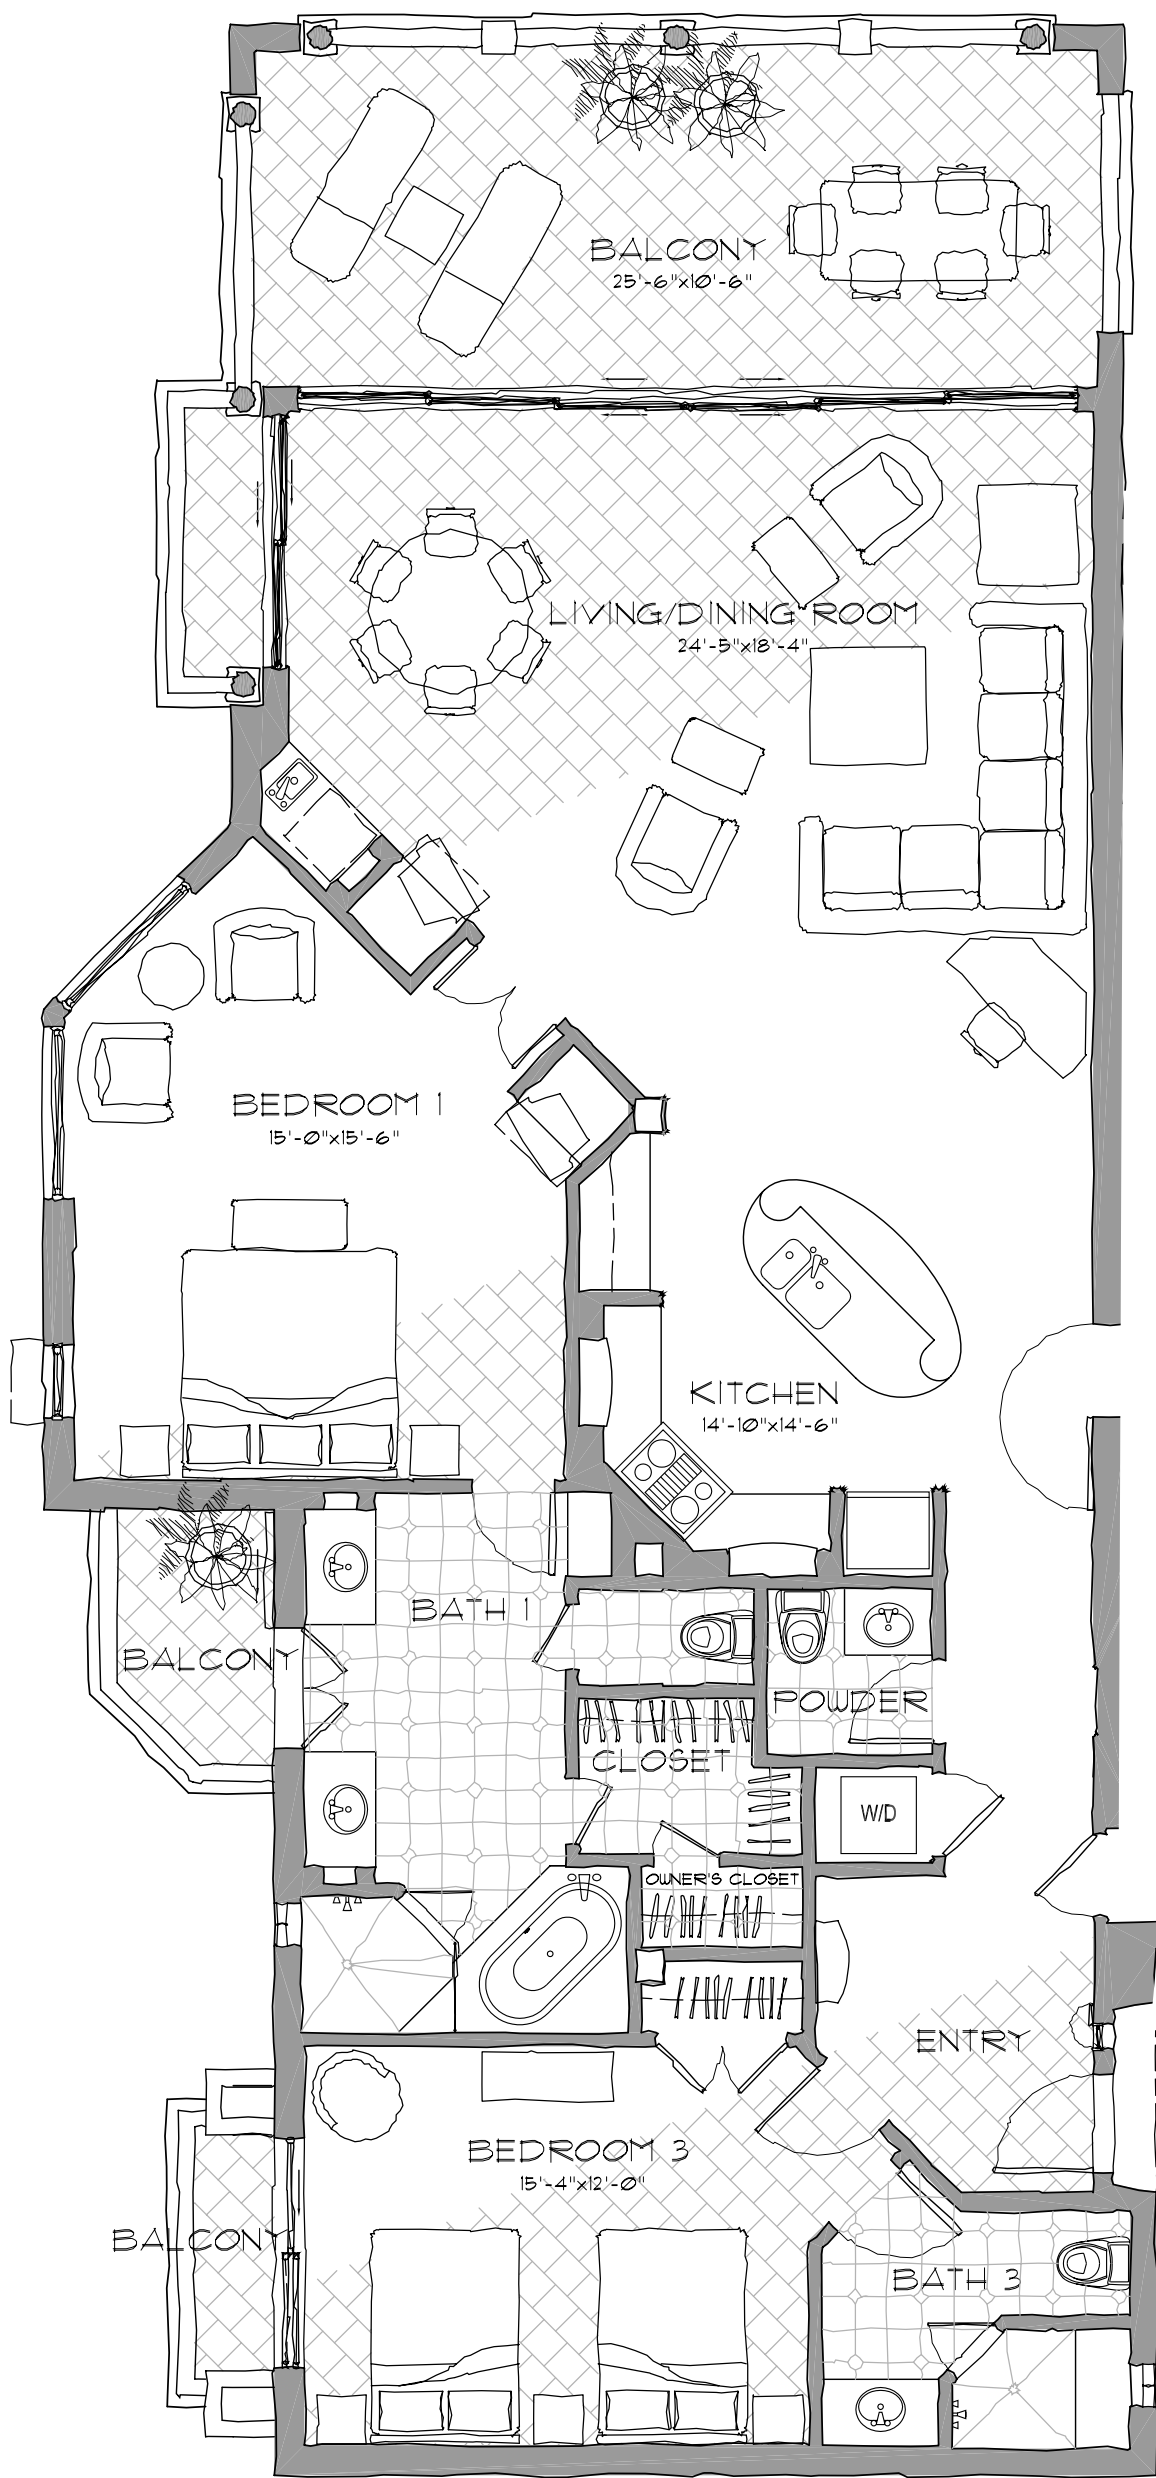 BALCONY
25'-6"x10'-6"
LIVING/DINING ROOM
24'-5"x18'-4"
BEDROOM 1
15'-0"x15'-6"
KITCHEN
14'-10"x14'-6"
BATH 1
BALCONY
POWDER
CLOSET
W/D
OWNER'S CLOSET
ENTRY
BEDROOM 3
15'-4"x12'-0"
BALCONY
BATH 3